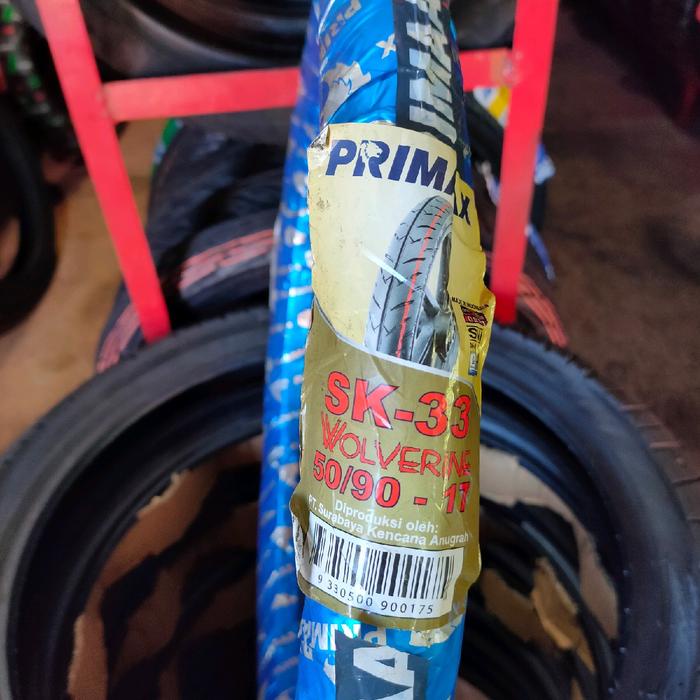 PRIMAX
SK-33
WOLVERINE
50/90 - 17
Diproduksi oleh:
PT. Surabaya Kencana Anugrah
9 330500 900175